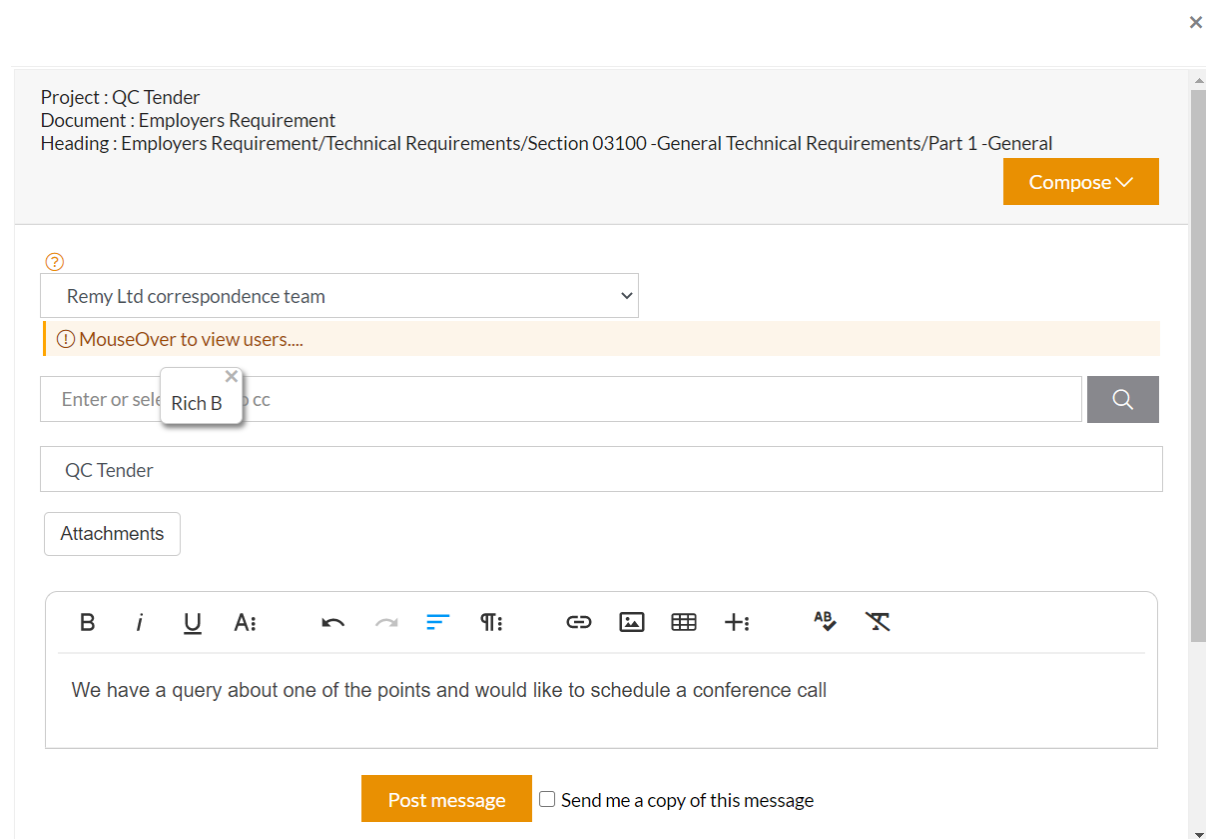 Project : QC Tender
Document : Employers Requirement
Heading : Employers Requirement/Technical Requirements/Section 03100 -General Technical Requirements/Part 1 -General
Compose
Remy Ltd correspondence team
MouseOver to view users....
Enter or sele
Rich B
cc
QC Tender
Attachments
We have a query about one of the points and would like to schedule a conference call
Post message
Send me a copy of this message